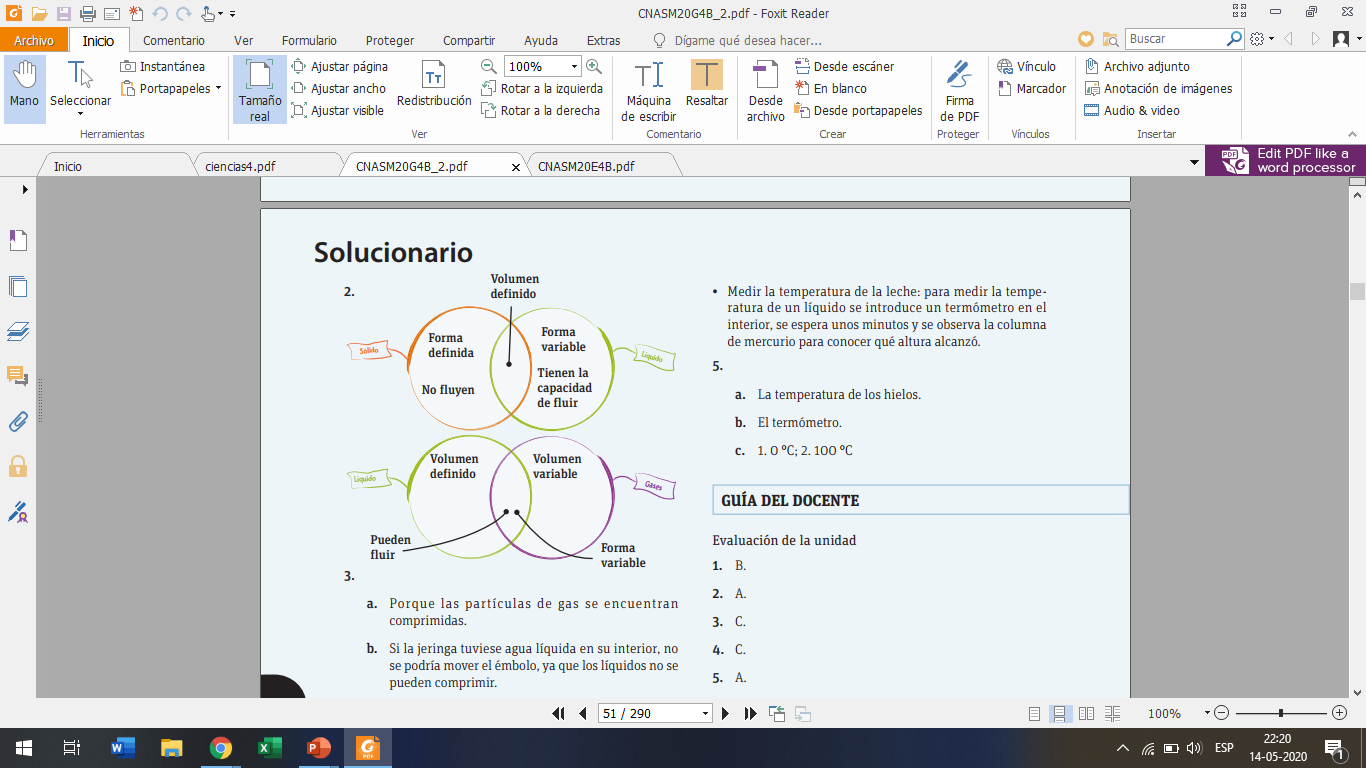 CNASM20G4B_2.pdf - Foxit Reader
Archivo
Inicio
Comentario
Ver
Formulario
Proteger
Compartir
Ayuda
Extras
Dígame qué desea hacer...
Buscar
Mano
Seleccionar
Instantánea
Portapapeles
Herramientas
Tamaño
real
Ajustar página
Ajustar ancho
Ajustar visible
Redistribución
100%
Rotar a la izquierda
Rotar a la derecha
Ver
Máquina
de escribir
Resaltar
Comentario
Desde
archivo
Desde escáner
En blanco
Desde portapapeles
Crear
Firma
de PDF
Proteger
Vínculo
Marcador
Vínculos
Archivo adjunto
Anotación de imágenes
Audio & video
Insertar
Inicio
ciencias4.pdf
CNASM20G4B_2.pdf
CNASM20E4B.pdf
Edit PDF like a
word processor
Solucionario
2.
Volumen
definido
Sólido
Forma
definida
No fluyen
Forma
variable
Tienen la
capacidad
de fluir
Líquido
Líquido
Volumen
definido
Volumen
variable
Gases
Pueden
fluir
Forma
variable
3.
a. Porque las partículas de gas se encuentran
comprimidas.
b. Si la jeringa tuviese agua líquida en su interior, no
se podría mover el émbolo, ya que los líquidos no se
pueden comprimir.
• Medir la temperatura de la leche: para medir la tempe-
ratura de un líquido se introduce un termómetro en el
interior, se espera unos minutos y se observa la columna
de mercurio para conocer qué altura alcanzó.
5.
a. La temperatura de los hielos.
b. El termómetro.
c. 1. 0 ºC; 2. 100 ºC
GUÍA DEL DOCENTE
Evaluación de la unidad
1. B.
2. A.
3. C.
4. C.
5. A.
51 / 290
100%
ESP
22:20
14-05-2020
1